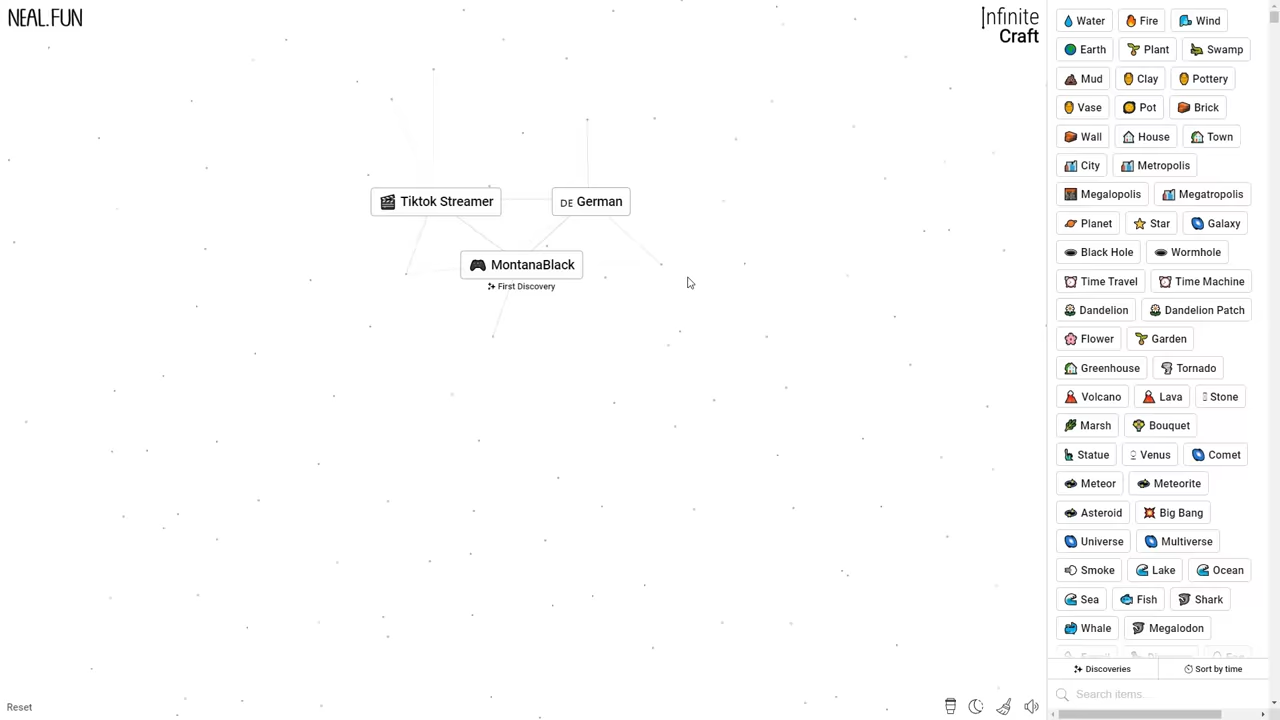 NEAL.FUN
Infinite
Craft
Tiktok Streamer
DE German
MontanaBlack
First Discovery
Water
Fire
Wind
Earth
Plant
Swamp
Mud
Clay
Pottery
Vase
Pot
Brick
Wall
House
Town
City
Metropolis
Megalopolis
Megatropolis
Planet
Star
Galaxy
Black Hole
Wormhole
Time Travel
Time Machine
Dandelion
Dandelion Patch
Flower
Garden
Greenhouse
Tornado
Volcano
Lava
Stone
Marsh
Bouquet
Statue
Venus
Comet
Meteor
Meteorite
Asteroid
Big Bang
Universe
Multiverse
Smoke
Lake
Ocean
Sea
Fish
Shark
Whale
Megalodon
Discoveries
Sort by time
Search items...
Reset